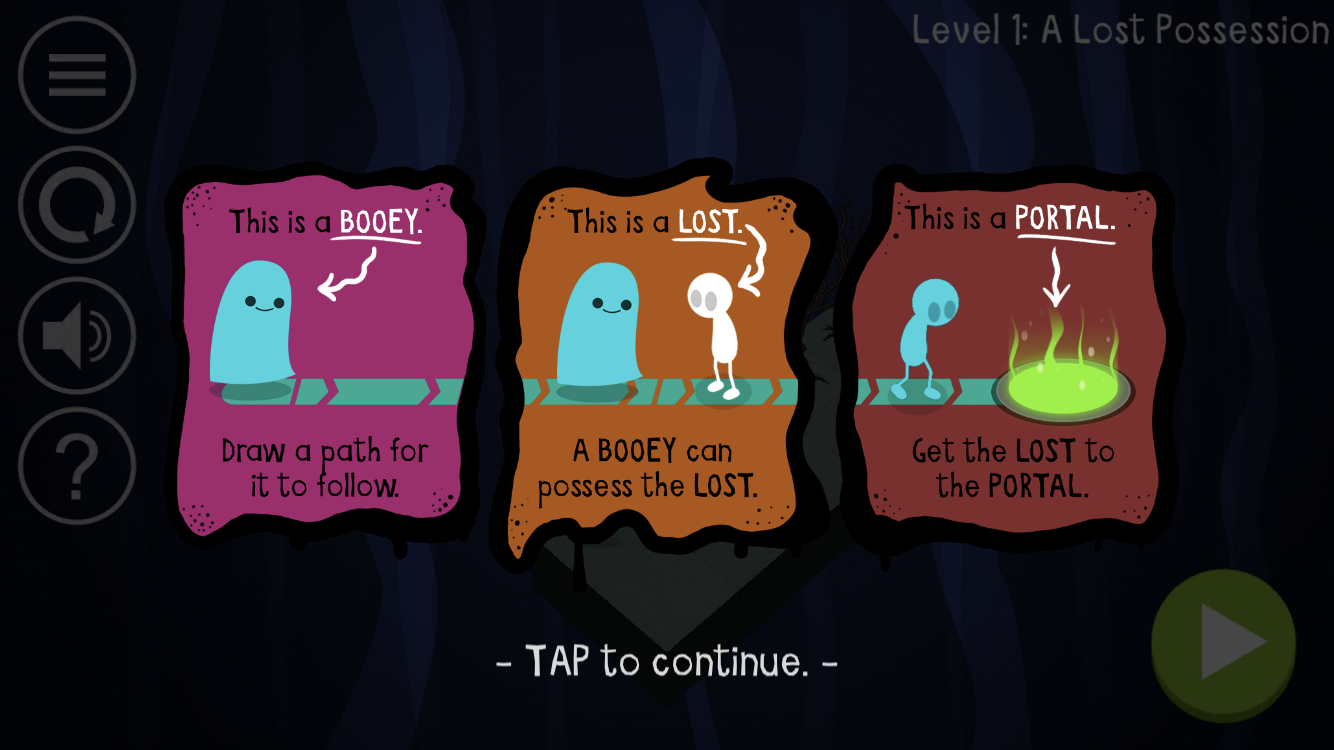 Level 1: A Lost Possession
This is a BOOEY.
Draw a path for
it to follow.
This is a LOST.
A BOOEY can
possess the LOST.
This is a PORTAL.
Get the LOST to
the PORTAL.
?
- TAP to continue. -